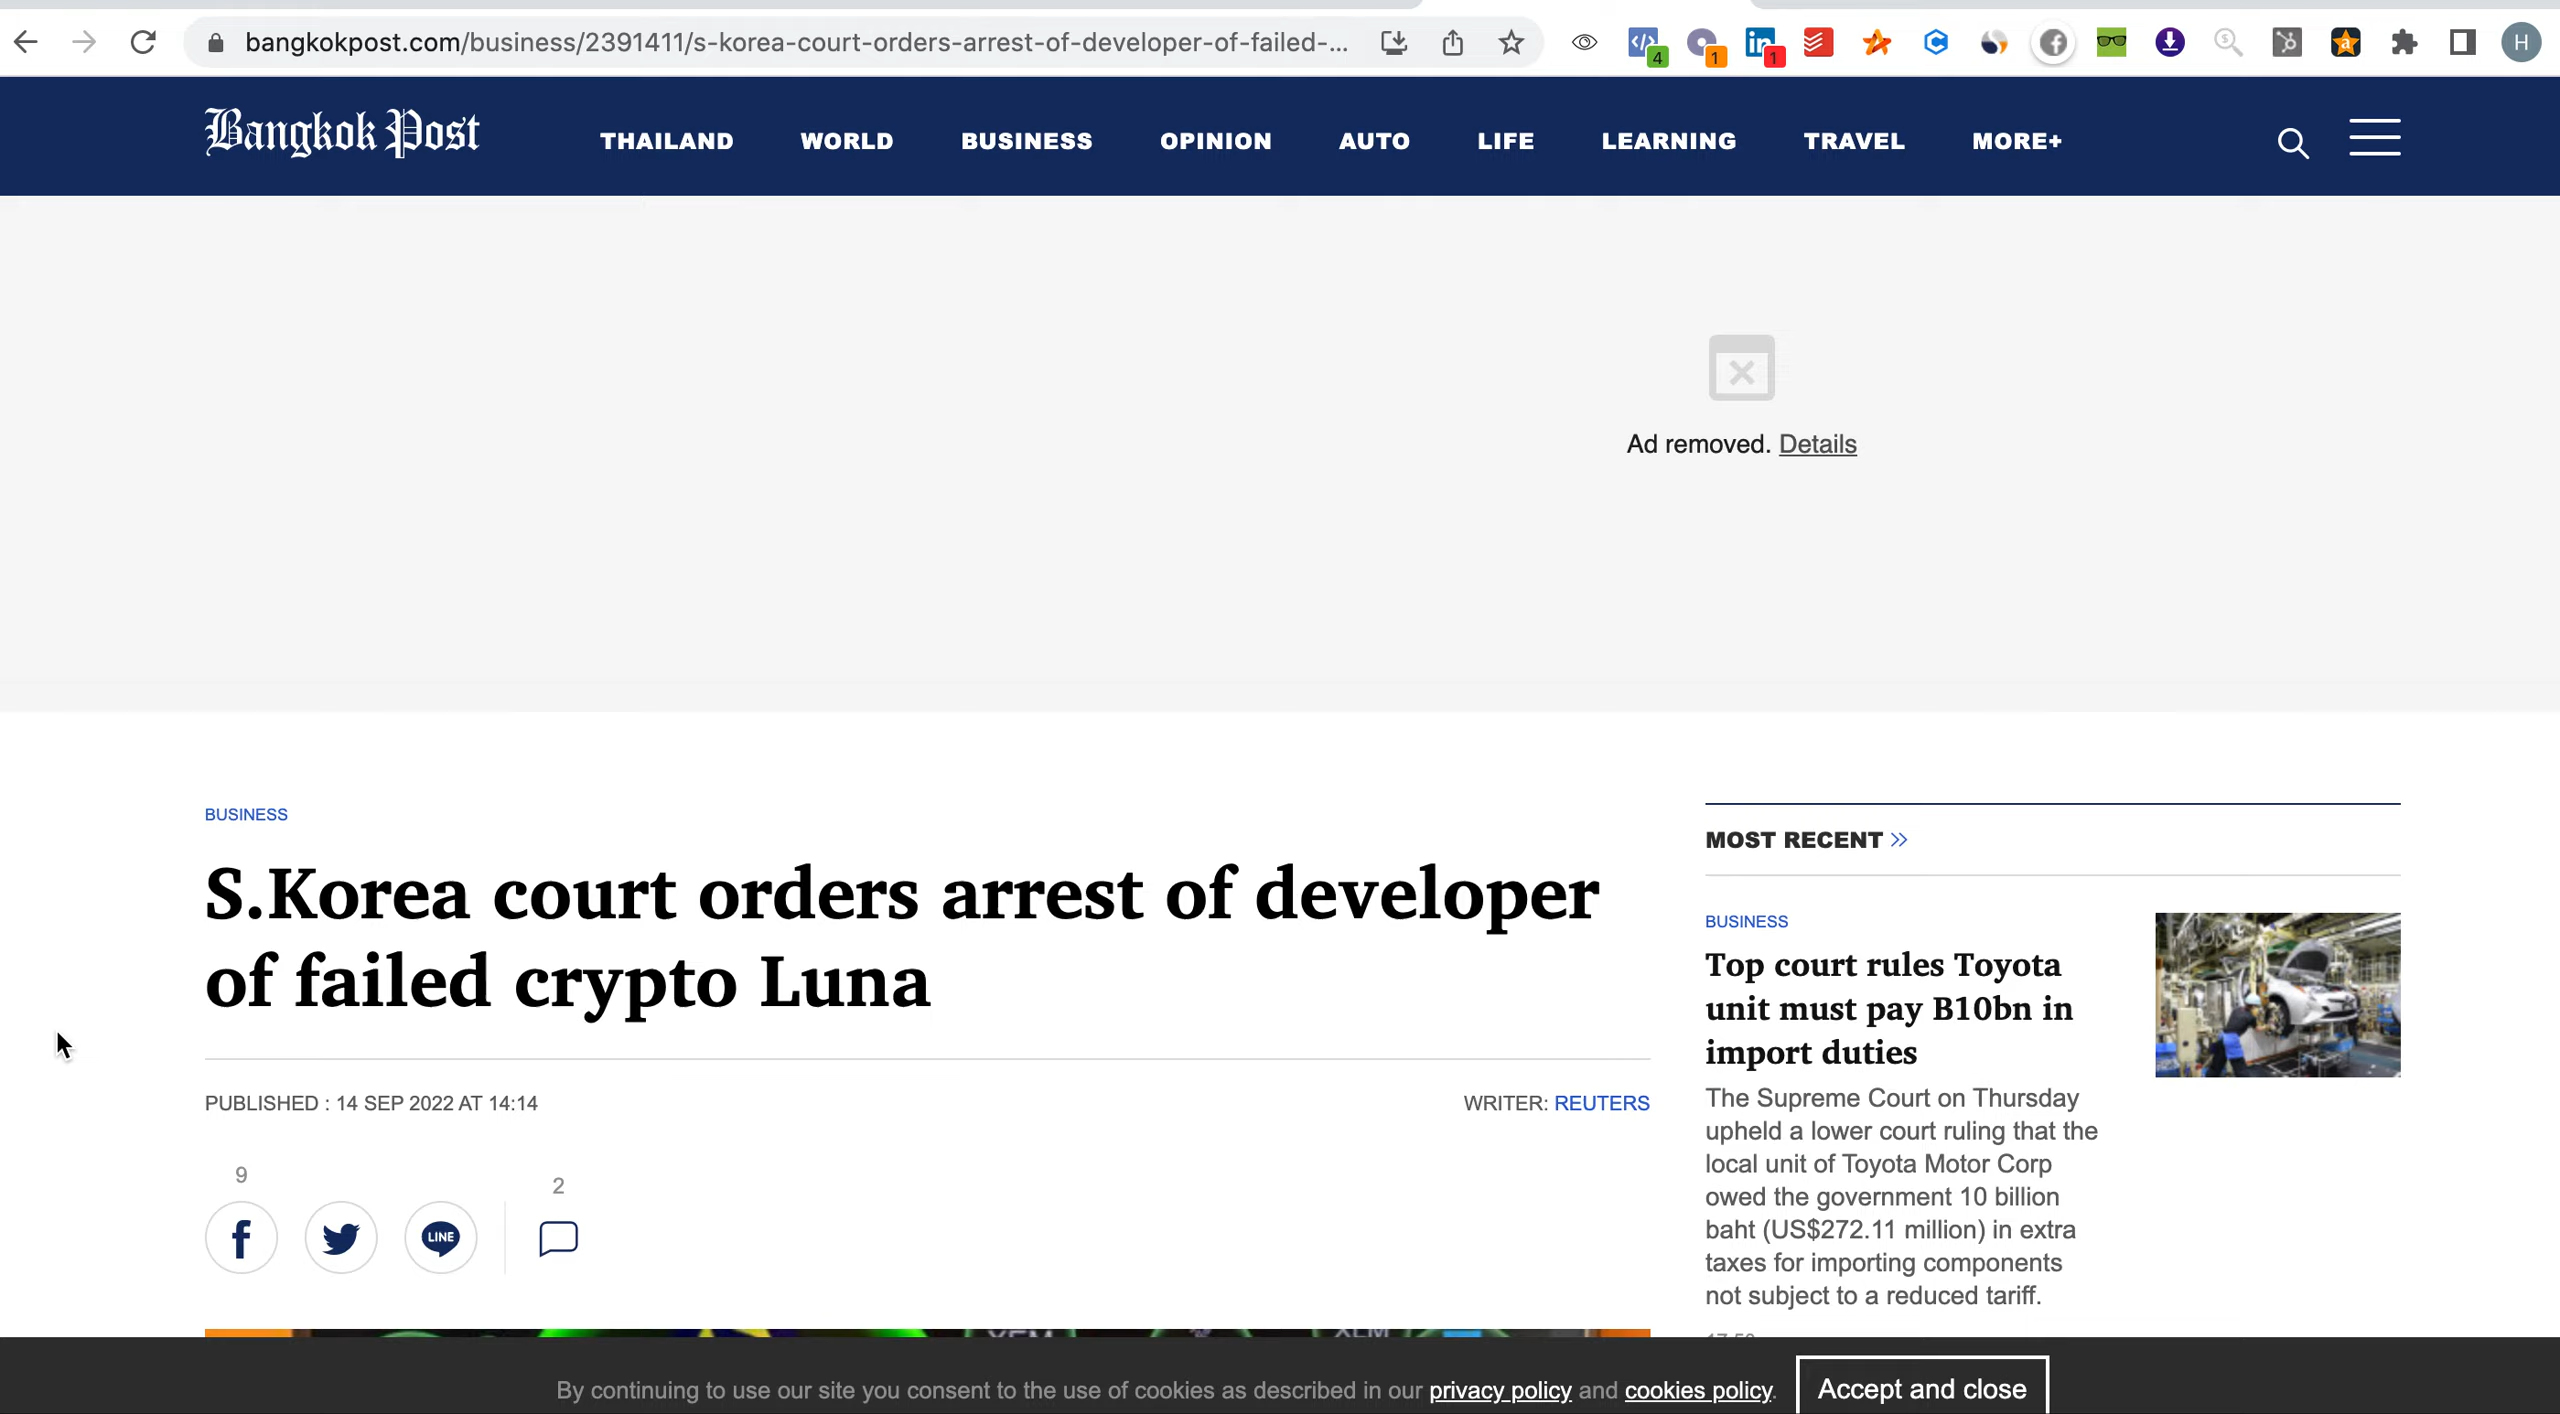 bangkokpost.com/business/2391411/s-korea-court-orders-arrest-of-developer-of-failed-...
4
1
1
H
Bangkok Post
THAILAND
WORLD
BUSINESS
OPINION
AUTO
LIFE
LEARNING
TRAVEL
MORE+
Ad removed. Details
BUSINESS
S.Korea court orders arrest of developer
of failed crypto Luna
PUBLISHED : 14 SEP 2022 AT 14:14
WRITER: REUTERS
9
2
LINE
MOST RECENT »
BUSINESS
Top court rules Toyota
unit must pay B10bn in
import duties
The Supreme Court on Thursday
upheld a lower court ruling that the
local unit of Toyota Motor Corp
owed the government 10 billion
baht (US$272.11 million) in extra
taxes for importing components
not subject to a reduced tariff.
By continuing to use our site you consent to the use of cookies as described in our privacy policy and cookies policy.
Accept and close